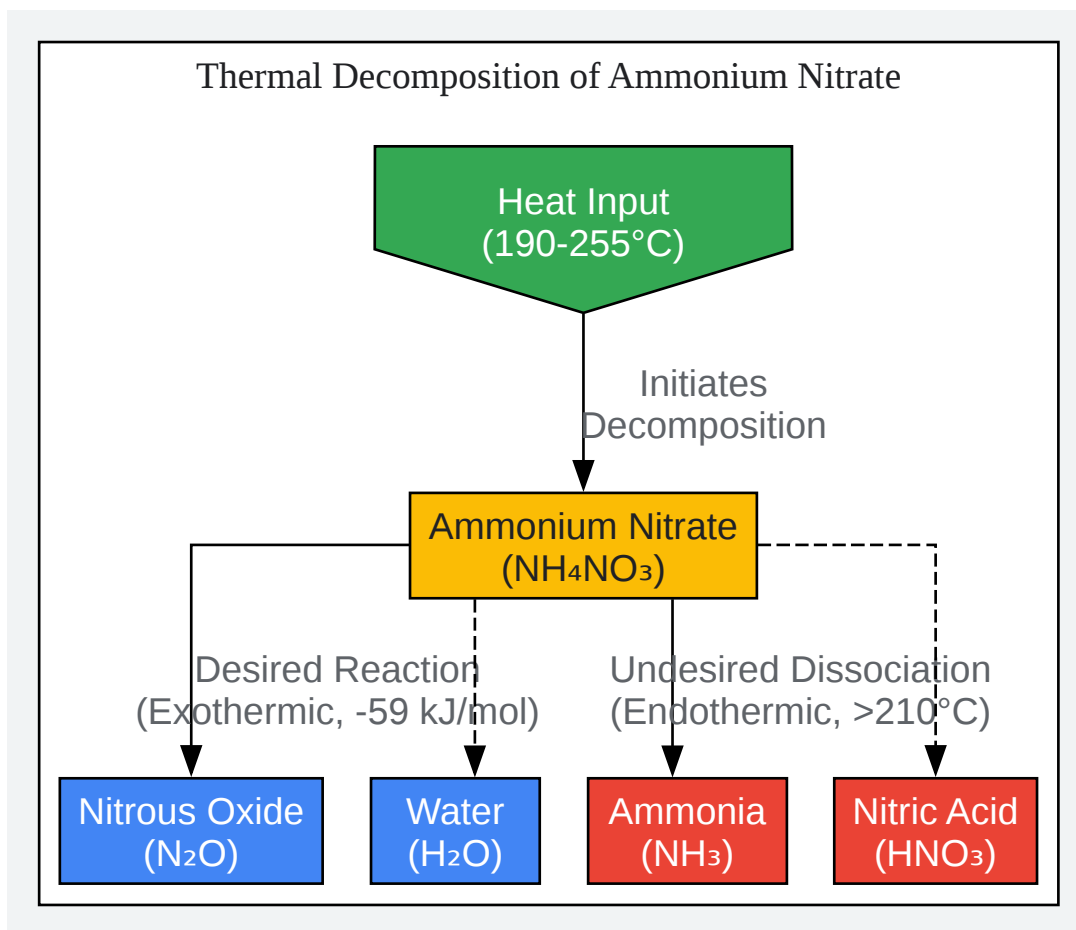 Thermal Decomposition of Ammonium Nitrate
Heat Input
(190-255°C)
Initiates
Decomposition
Ammonium Nitrate
(NH₄NO₃)
Desired Reaction
(Exothermic, -59 kJ/mol)
Undesired Dissociation
(Endothermic, >210°C)
Nitrous Oxide
(N₂O)
Water
(H₂O)
Ammonia
(NH₃)
Nitric Acid
(HNO₃)